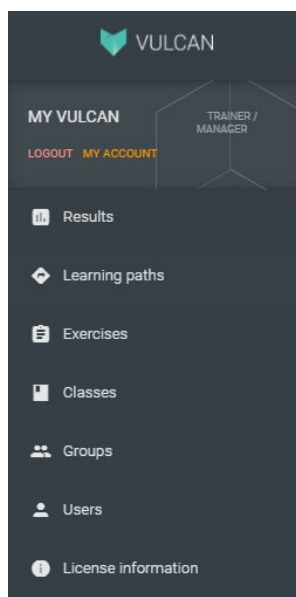 VULCAN
MY VULCAN
TRAINER /
MANAGER
LOGOUT MY ACCOUNT
Results
Learning paths
Exercises
Classes
Groups
Users
License information